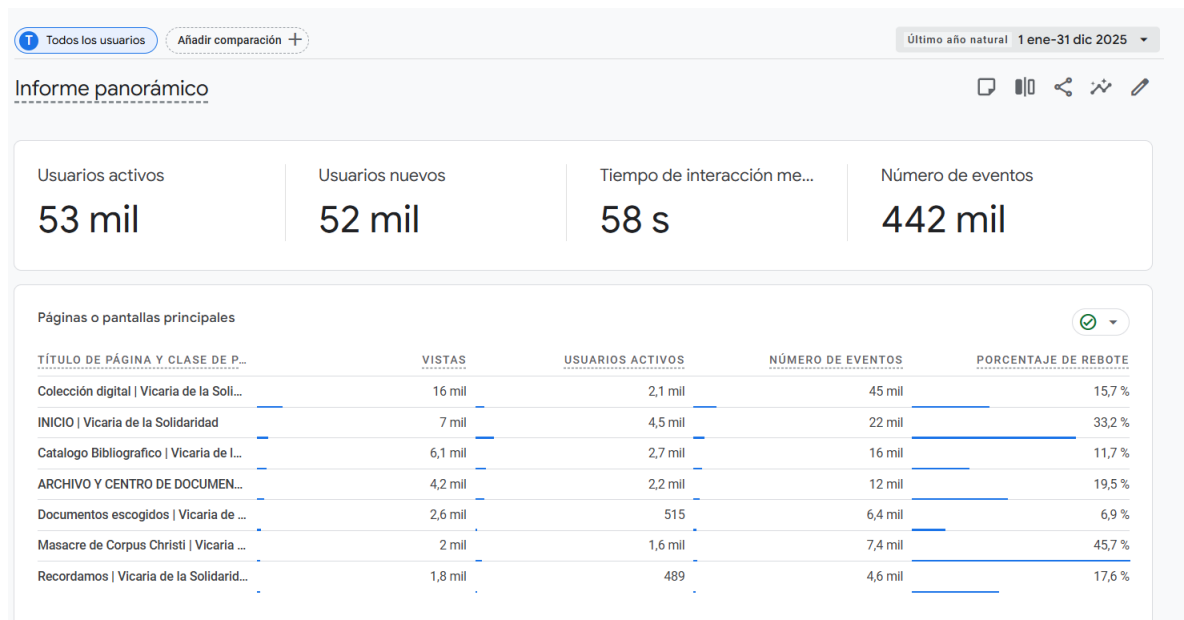 T Todos los usuarios Añadir comparación Último año natural 1 ene-31 dic 2025
Informe panorámico
Usuarios activos Usuarios nuevos Tiempo de interacción me... Número de eventos
53 mil 52 mil 58 s 442 mil
Páginas o pantallas principales
TÍTULO DE PÁGINA Y CLASE DE P... VISTAS USUARIOS ACTIVOS NÚMERO DE EVENTOS PORCENTAJE DE REBOTE
Colección digital | Vicaria de la Soli... 16 mil 2,1 mil 45 mil 15,7 %
INICIO | Vicaria de la Solidaridad 7 mil 4,5 mil 22 mil 33,2 %
Catalogo Bibliografico | Vicaria de l... 6,1 mil 2,7 mil 16 mil 11,7 %
ARCHIVO Y CENTRO DE DOCUMEN... 4,2 mil 2,2 mil 12 mil 19,5 %
Documentos escogidos | Vicaria de ... 2,6 mil 515 6,4 mil 6,9 %
Masacre de Corpus Christi | Vicaria ... 2 mil 1,6 mil 7,4 mil 45,7 %
Recordamos | Vicaria de la Solidarid... 1,8 mil 489 4,6 mil 17,6 %